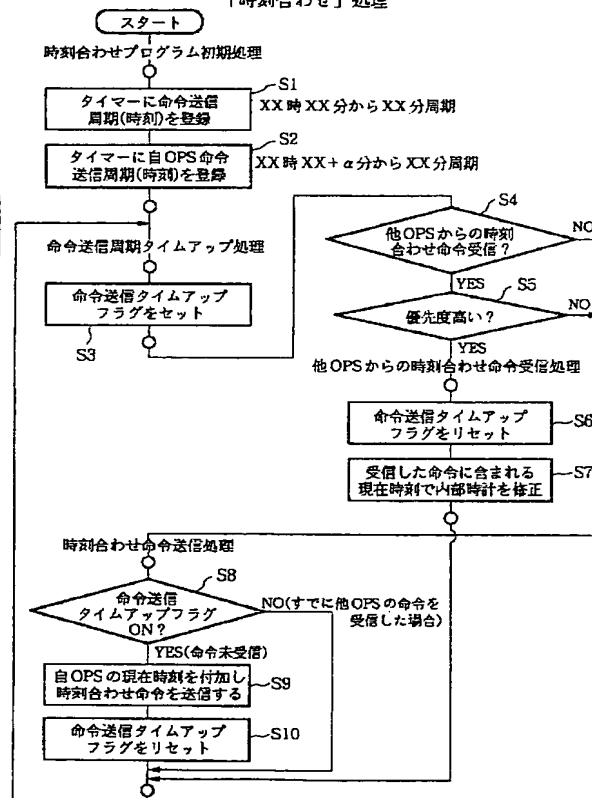 「時刻合わせ」処理
スタート
時刻合わせプログラム初期処理
S1
タイマーに命令送信
周期(時刻)を登録
XX時XX分からXX分周期
S2
タイマーに自OPS命令
送信周期(時刻)を登録
XX時XX+α分からXX分周期
命令送信周期タイムアップ処理
命令送信タイムアップ
フラグをセット
S3
S4
他OPSからの時刻
合わせ命令受信?
NO
YES
S5
優先度高い?
NO
YES
他OPSからの時刻合わせ命令受信処理
命令送信タイムアップ
フラグをリセット
S6
受信した命令に含まれる
現在時刻で内部時計を修正
S7
時刻合わせ命令送信処理
S8
命令送信
タイムアップフラグ
ON?
NO(すでに他OPSの命令を
受信した場合)
YES(命令未受信)
自OPSの現在時刻を付加し
時刻合わせ命令を送信する
S9
命令送信タイムアップ
フラグをリセット
S10